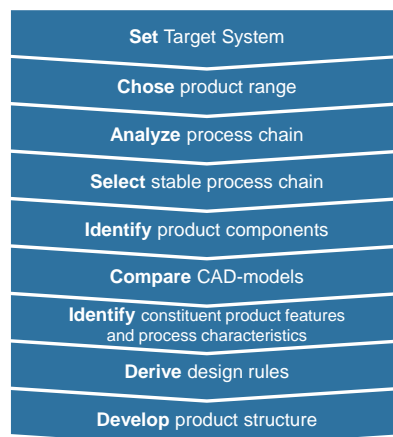 Set Target System
Chose product range
Analyze process chain
Select stable process chain
Identify product components
Compare CAD-models
Identify constituent product features
and process characteristics
Derive design rules
Develop product structure